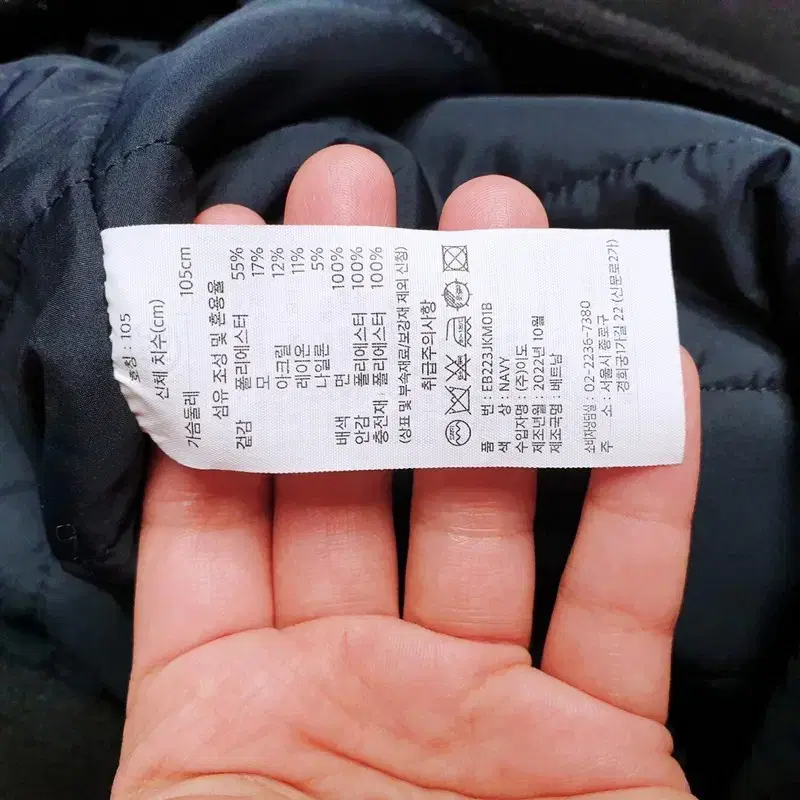 호칭 : 105
신체 치수(cm)
가슴둘레 105cm
섬유 조성 및 혼용율
겉감 폴리에스터 55%
모 17%
아크릴 12%
레이온 11%
나일론 5%
배색 면 100%
안감 폴리에스터 100%
충전재 : 폴리에스터 100%
(상표 및 부속재료/보강재 제외 신청)
취급주의사항
품 번 : EB223JKM01B
색 상 : NAVY
수입자명 : (주)이도
제조년월 : 2022년 10월
제조국명 : 베트남
소비자상담실 : 02-2236-7380
주 소 : 서울시 종로구
경희궁1가길 22 (신문로2가)